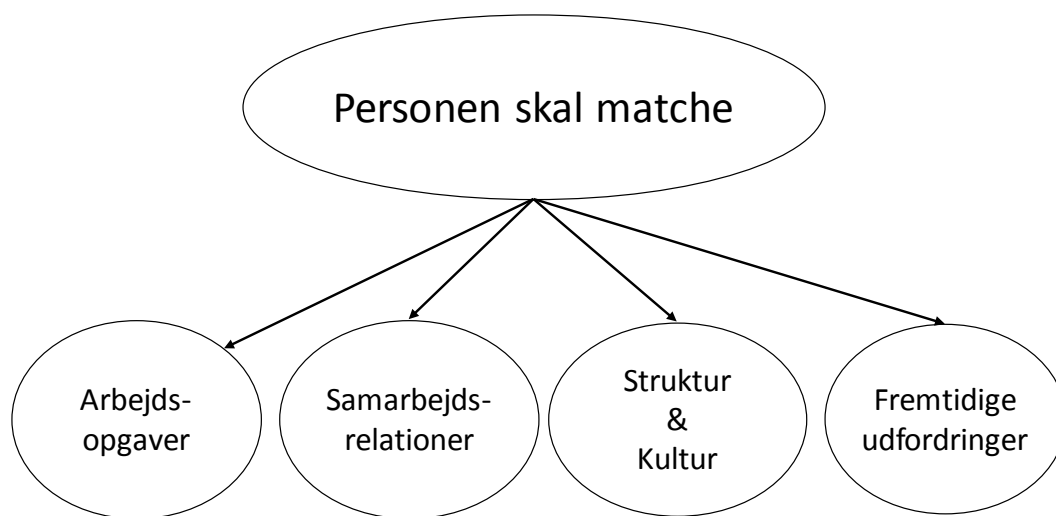 Personen skal matche
Arbejds-
opgaver
Samarbejds-
relationer
Struktur
&
Kultur
Fremtidige
udfordringer